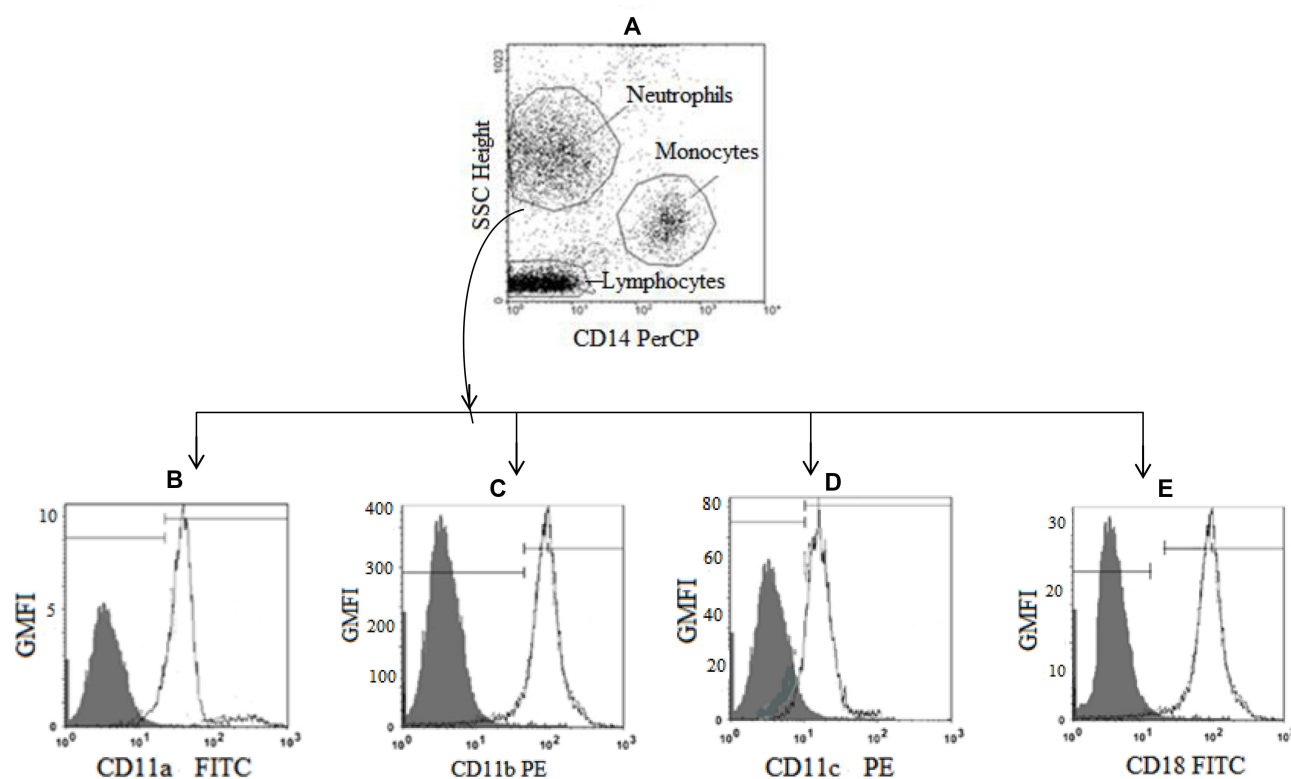 A
1023
Neutrophils
Monocytes
SSC Height
Lymphocytes
0
10⁰ 10¹ 10² 10³ 10⁴
CD14 PerCP
B
10
5
0
GMFI
10⁰ 10¹ 10² 10³
CD11a FITC
C
400
300
200
100
0
GMFI
10⁰ 10¹ 10² 10³
CD11b PE
D
80
60
40
20
0
GMFI
10⁰ 10¹ 10² 10³
CD11c PE
E
30
20
10
0
GMFI
10⁰ 10¹ 10² 10³
CD18 FITC